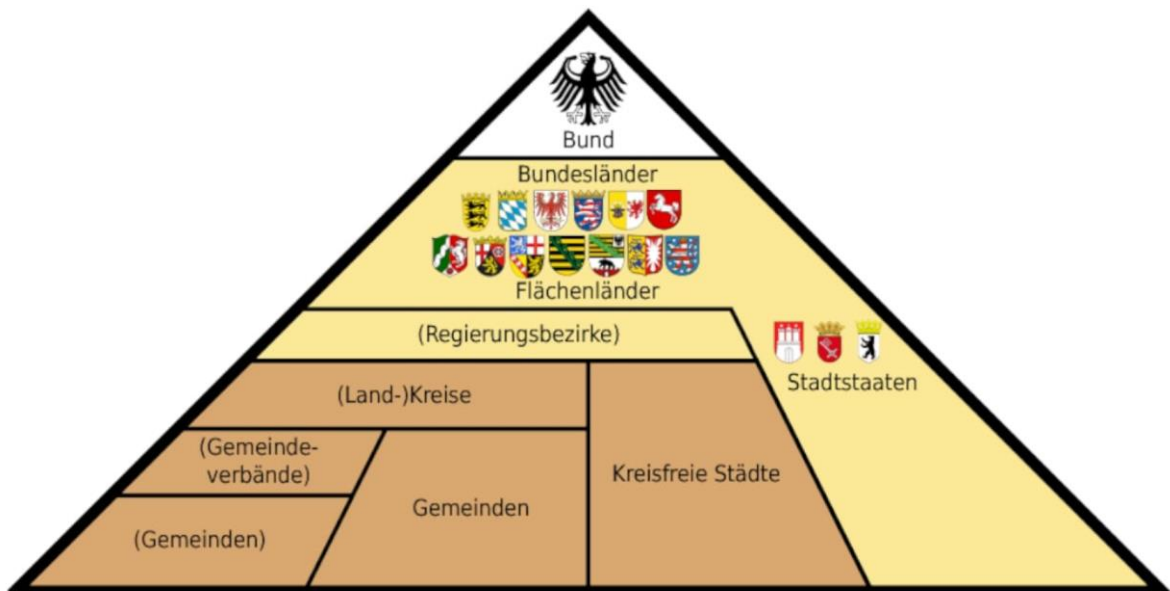 Bund
Bundesländer
Flächenländer
(Regierungsbezirke)
Stadtstaaten
(Land-)Kreise
(Gemeinde-
verbände)
Kreisfreie Städte
Gemeinden
(Gemeinden)